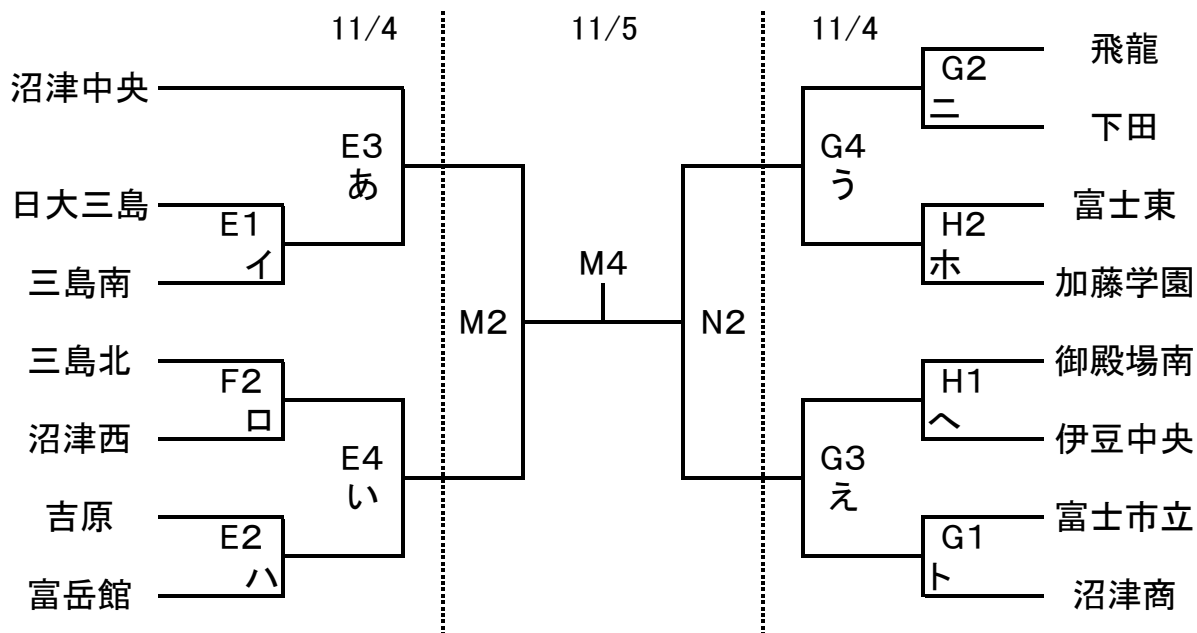 11/4
11/5
11/4
沼津中央
日大三島
三島南
三島北
沼津西
吉原
富岳館
E1
イ
F2
ロ
E2
ハ
E3
あ
E4
い
M2
M4
N2
G4
う
G3
え
G2
ニ
H2
ホ
H1
ヘ
G1
ト
飛龍
下田
富士東
加藤学園
御殿場南
伊豆中央
富士市立
沼津商